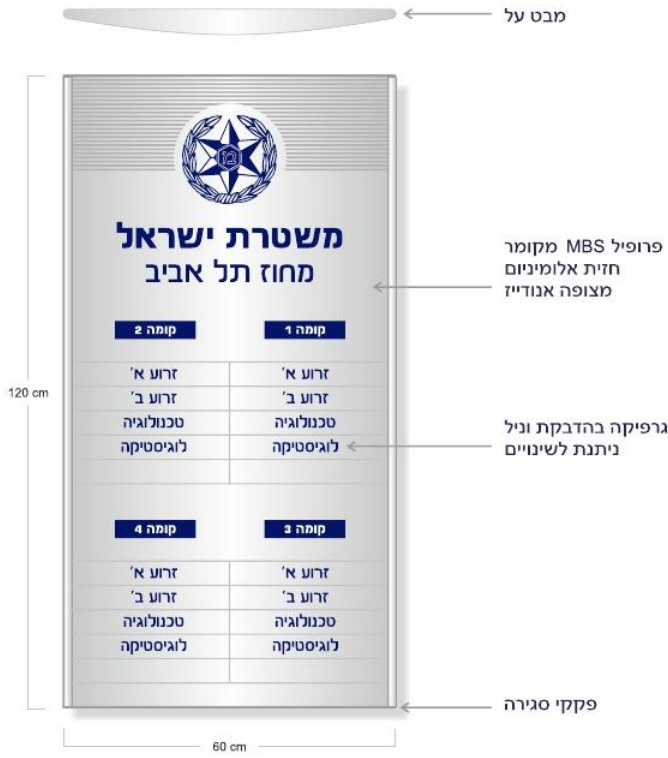 מבט על
משטרת ישראל
מחוז תל אביב
פרופיל MBS מקומר
חזית אלומיניום
מצופה אנודייז
קומה 1
קומה 2
זרוע א'
זרוע א'
זרוע ב'
זרוע ב'
טכנולוגיה
טכנולוגיה
לוגיסטיקה
לוגיסטיקה
גרפיקה בהדבקת וניל
ניתנת לשינויים
120 cm
קומה 3
קומה 4
זרוע א'
זרוע א'
זרוע ב'
זרוע ב'
טכנולוגיה
טכנולוגיה
לוגיסטיקה
לוגיסטיקה
פקקי סגירה
60 cm